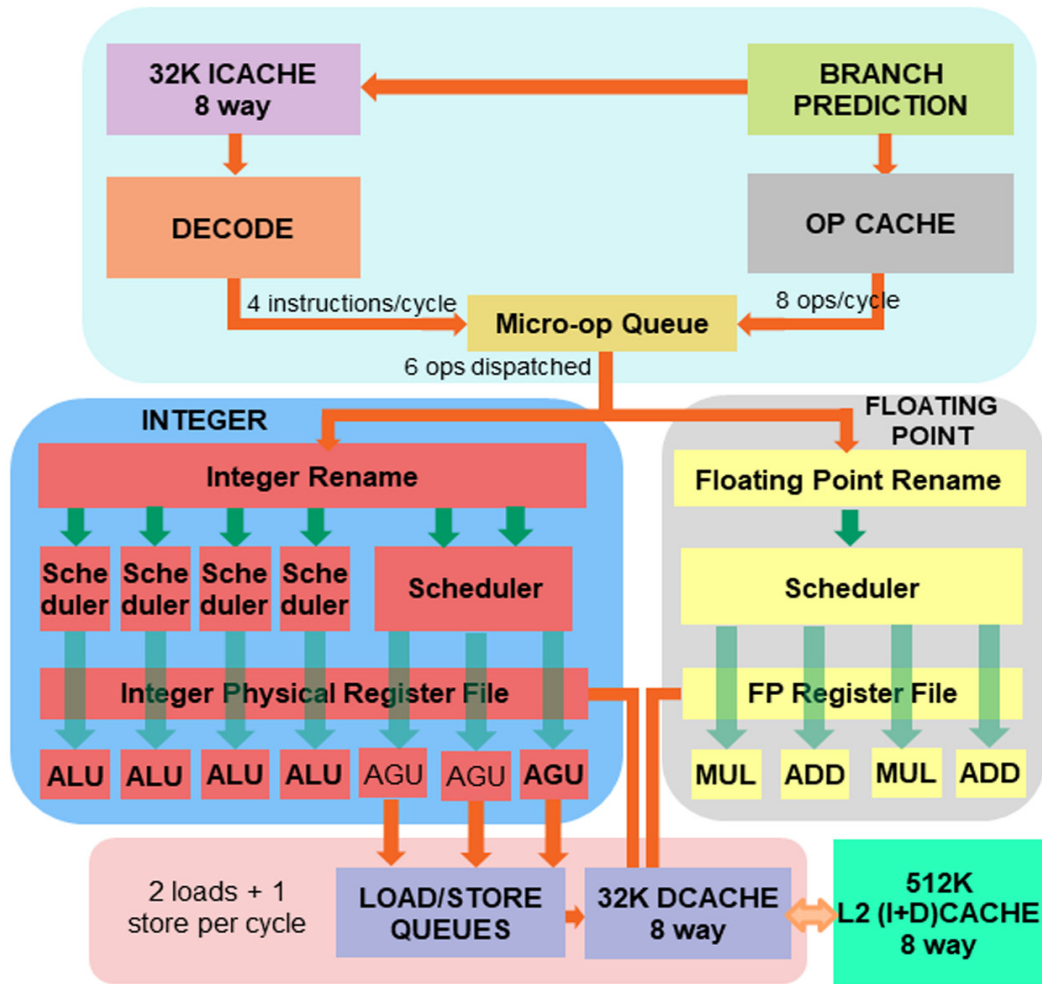 32K ICACHE
8 way
BRANCH
PREDICTION
DECODE
OP CACHE
4 instructions/cycle
8 ops/cycle
Micro-op Queue
6 ops dispatched
INTEGER
FLOATING
POINT
Integer Rename
Floating Point Rename
Sche
duler
Sche
duler
Sche
duler
Sche
duler
Scheduler
Scheduler
Integer Physical Register File
FP Register File
ALU
ALU
ALU
ALU
AGU
AGU
AGU
MUL
ADD
MUL
ADD
2 loads + 1
store per cycle
LOAD/STORE
QUEUES
32K DCACHE
8 way
512K
L2 (I+D)CACHE
8 way